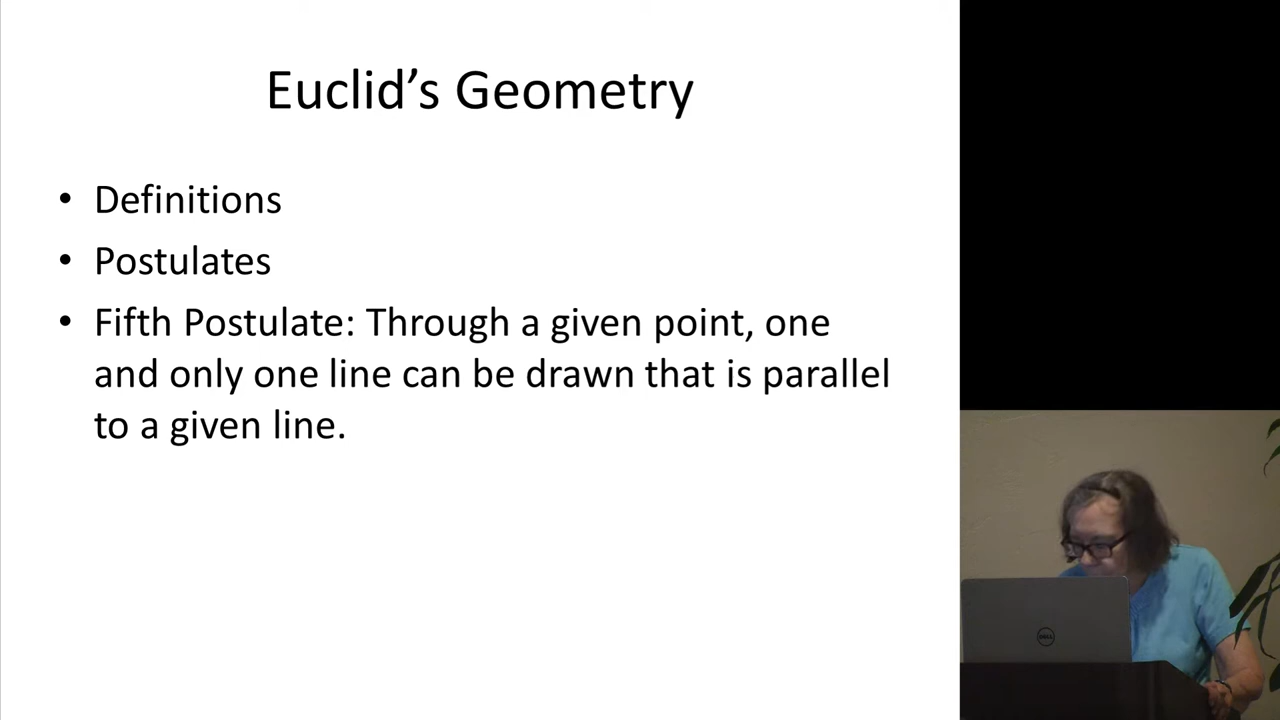 Euclid’s Geometry
• Definitions
• Postulates
• Fifth Postulate: Through a given point, one
and only one line can be drawn that is parallel
to a given line.
DELL